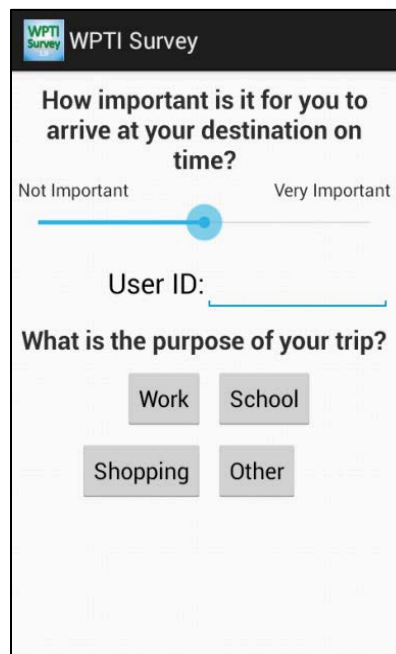 WPTI
Survey
WPTI Survey
How important is it for you to
arrive at your destination on
time?
Not Important Very Important
User ID:
What is the purpose of your trip?
Work School
Shopping Other